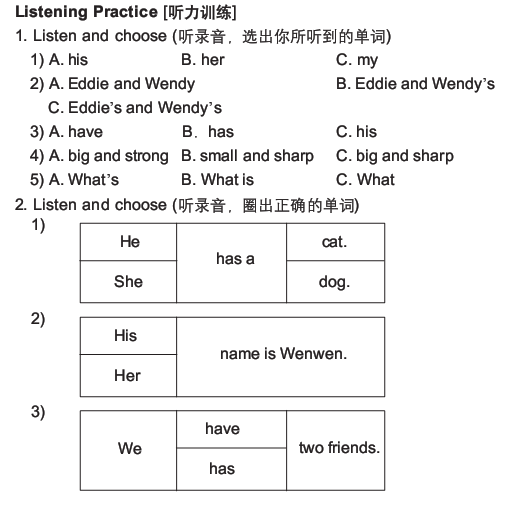 Listening Practice [听力训练]
1. Listen and choose (听录音，选出你所听到的单词)
1) A. his B. her C. my
2) A. Eddie and Wendy B. Eddie and Wendy's
C. Eddie's and Wendy's
3) A. have B. has C. his
4) A. big and strong B. small and sharp C. big and sharp
5) A. What's B. What is C. What
2. Listen and choose (听录音，圈出正确的单词)
1)
He
She
has a
cat.
dog.
2)
His
Her
name is Wenwen.
3)
We
have
has
two friends.